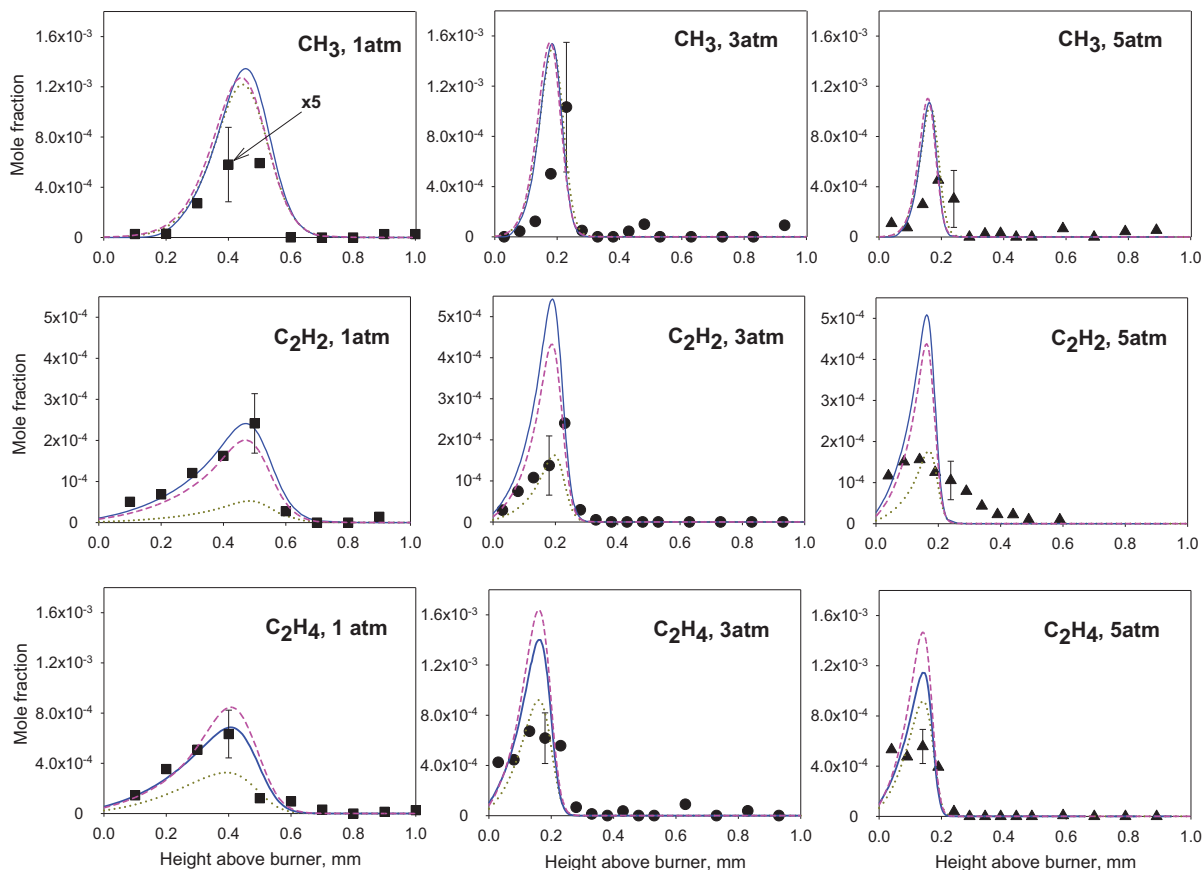 CH3, 1atm
CH3, 3atm
CH3, 5atm
x5
Mole fraction
1.6x10-3
1.2x10-3
8.0x10-4
4.0x10-4
0
0.0 0.2 0.4 0.6 0.8 1.0
1.6x10-3
1.2x10-3
8.0x10-4
4.0x10-4
0
0.0 0.2 0.4 0.6 0.8 1.0
1.6x10-3
1.2x10-3
8.0x10-4
4.0x10-4
0
0.0 0.2 0.4 0.6 0.8 1.0
C2H2, 1atm
C2H2, 3atm
C2H2, 5atm
Mole fraction
5x10-4
4x10-4
3x10-4
2x10-4
10-4
0
0.0 0.2 0.4 0.6 0.8 1.0
5x10-4
4x10-4
3x10-4
2x10-4
10-4
0
0.0 0.2 0.4 0.6 0.8 1.0
5x10-4
4x10-4
3x10-4
2x10-4
10-4
0
0.0 0.2 0.4 0.6 0.8 1.0
C2H4, 1 atm
C2H4, 3atm
C2H4, 5atm
Mole fraction
1.6x10-3
1.2x10-3
8.0x10-4
4.0x10-4
0
0.0 0.2 0.4 0.6 0.8 1.0
1.6x10-3
1.2x10-3
8.0x10-4
4.0x10-4
0
0.0 0.2 0.4 0.6 0.8 1.0
1.6x10-3
1.2x10-3
8.0x10-4
4.0x10-4
0
0.0 0.2 0.4 0.6 0.8 1.0
Height above burner, mm
Height above burner, mm
Height above burner, mm